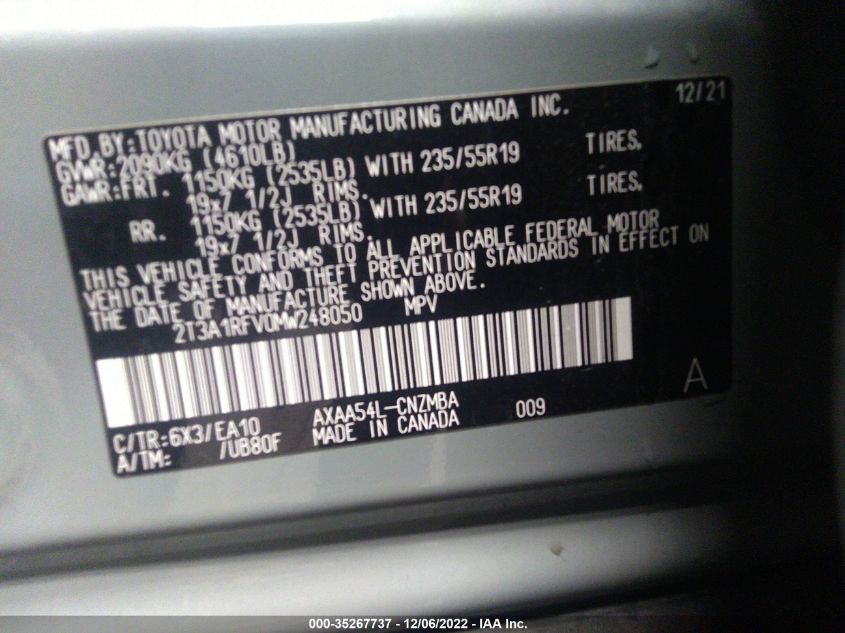 12/21
MFD.BY:TOYOTA MOTOR MANUFACTURING CANADA INC.
GVWR:2090KG (4610LB)
GAWR:FRT. 1150KG (2535LB) WITH 235/55R19 TIRES,
19x7 1/2J RIMS.
RR. 1150KG (2535LB) WITH 235/55R19 TIRES,
19x7 1/2J RIMS.
THIS VEHICLE CONFORMS TO ALL APPLICABLE FEDERAL MOTOR
VEHICLE SAFETY AND THEFT PREVENTION STANDARDS IN EFFECT ON
THE DATE OF MANUFACTURE SHOWN ABOVE.
2T3A1RFV0MW248050 MPV
A
C/TR:6X3/EA10 AXAA54L-CNZMBA 009
A/TM: /UB80F MADE IN CANADA
000-35267737 - 12/06/2022 - IAA Inc.